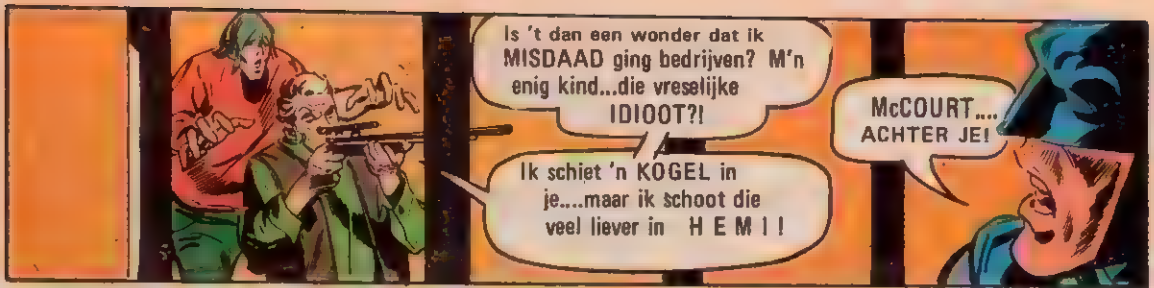 Is 't dan een wonder dat ik
MISDAAD ging bedrijven? M'n
enig kind...die vreselijke
IDIOOT?!
Ik schiet 'n KOGEL in
je....maar ik schoot die
veel liever in H E M ! !
McCOURT....
ACHTER JE!